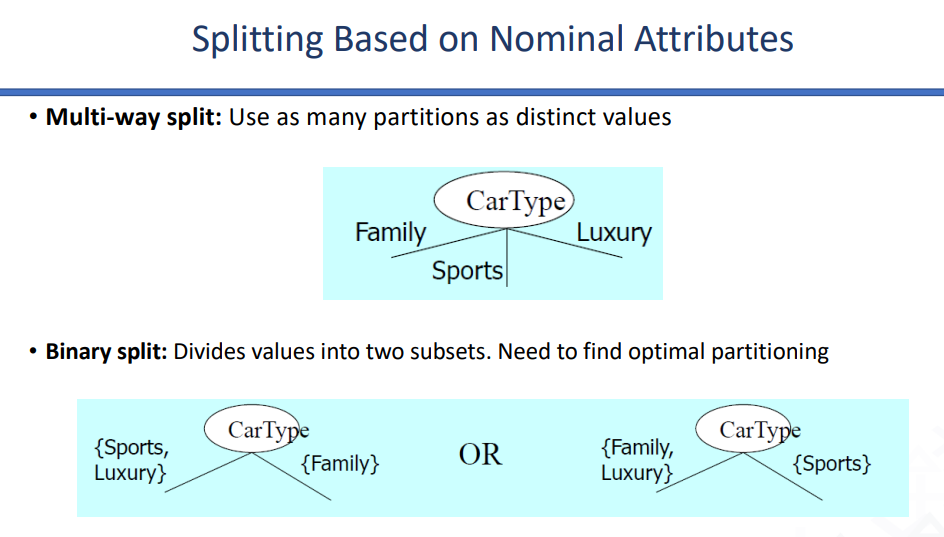 Splitting Based on Nominal Attributes
• Multi-way split: Use as many partitions as distinct values
CarType
Family
Luxury
Sports
• Binary split: Divides values into two subsets. Need to find optimal partitioning
CarType
{Sports,
Luxury}
{Family}
OR
CarType
{Family,
Luxury}
{Sports}